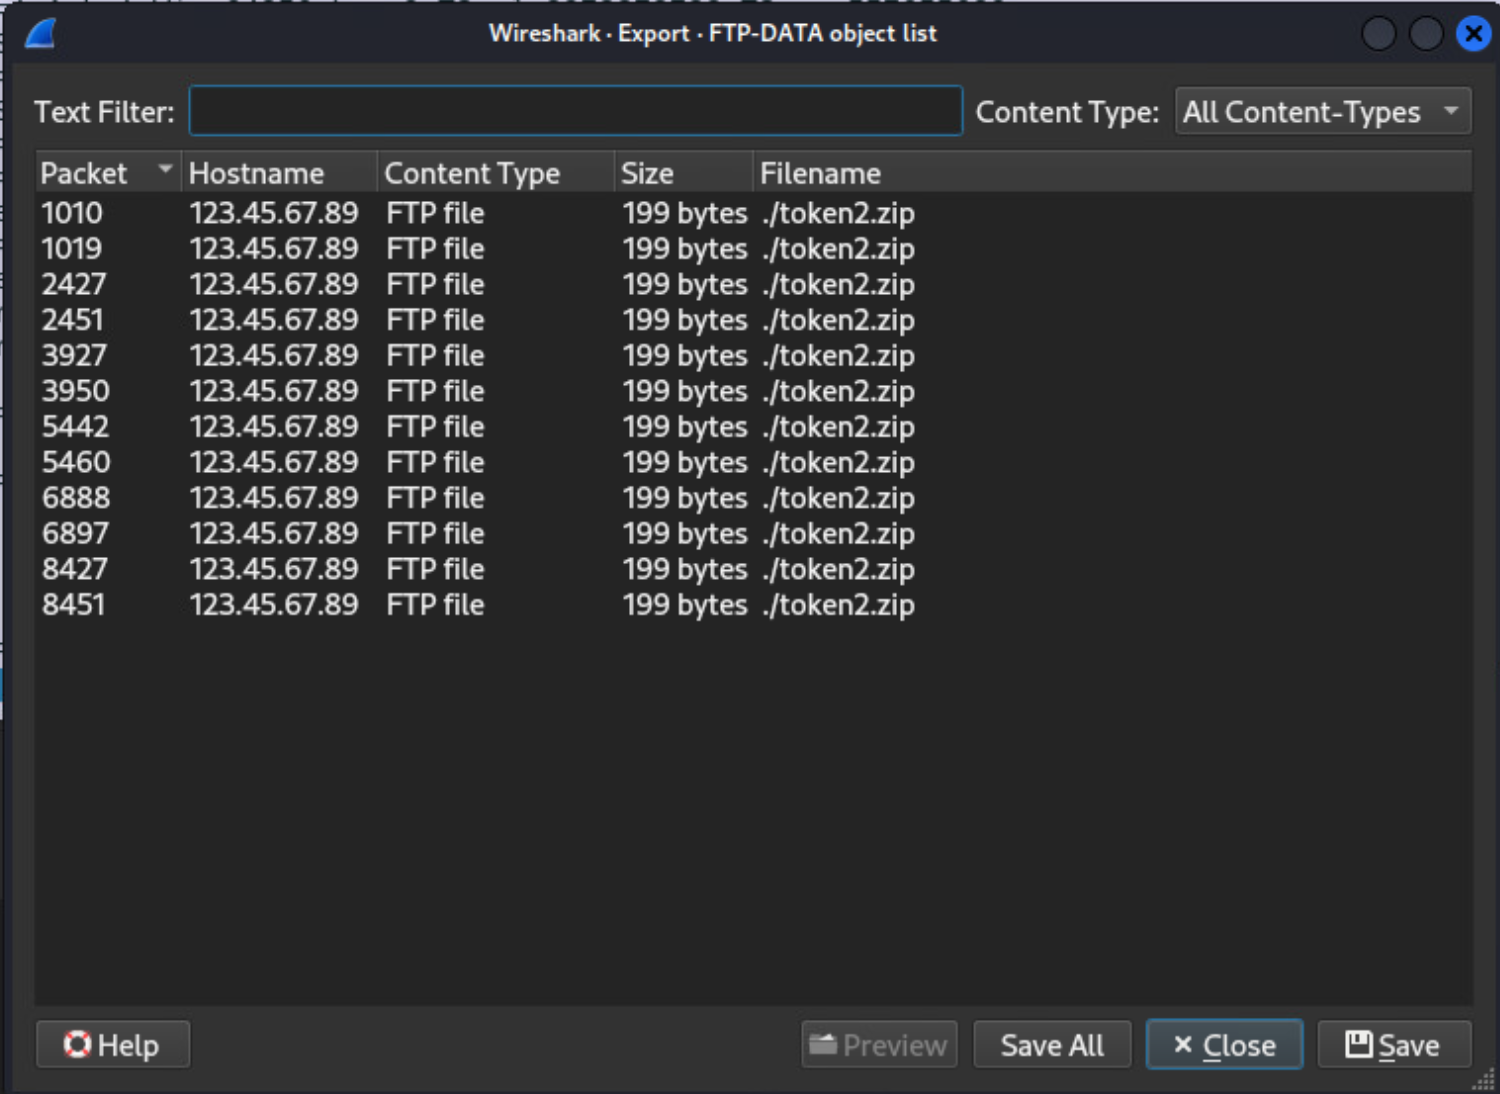 Wireshark · Export · FTP-DATA object list
Text Filter: Content Type: All Content-Types
Packet Hostname Content Type Size Filename
1010 123.45.67.89 FTP file 199 bytes ./token2.zip
1019 123.45.67.89 FTP file 199 bytes ./token2.zip
2427 123.45.67.89 FTP file 199 bytes ./token2.zip
2451 123.45.67.89 FTP file 199 bytes ./token2.zip
3927 123.45.67.89 FTP file 199 bytes ./token2.zip
3950 123.45.67.89 FTP file 199 bytes ./token2.zip
5442 123.45.67.89 FTP file 199 bytes ./token2.zip
5460 123.45.67.89 FTP file 199 bytes ./token2.zip
6888 123.45.67.89 FTP file 199 bytes ./token2.zip
6897 123.45.67.89 FTP file 199 bytes ./token2.zip
8427 123.45.67.89 FTP file 199 bytes ./token2.zip
8451 123.45.67.89 FTP file 199 bytes ./token2.zip
Help Preview Save All Close Save